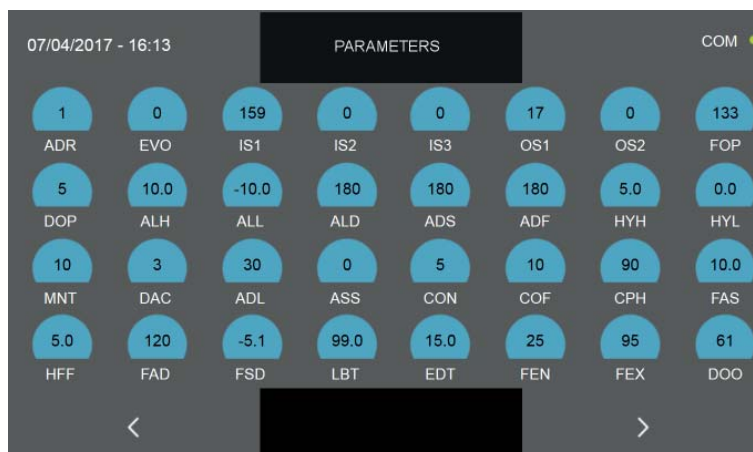 07/04/2017 - 16:13 PARAMETERS COM
1 0 159 0 0 17 0 133
ADR EVO IS1 IS2 IS3 OS1 OS2 FOP
5 10.0 -10.0 180 180 180 5.0 0.0
DOP ALH ALL ALD ADS ADF HYH HYL
10 3 30 0 5 10 90 10.0
MNT DAC ADL ASS CON COF CPH FAS
5.0 120 -5.1 99.0 15.0 25 95 61
HFF FAD FSD LBT EDT FEN FEX DOO